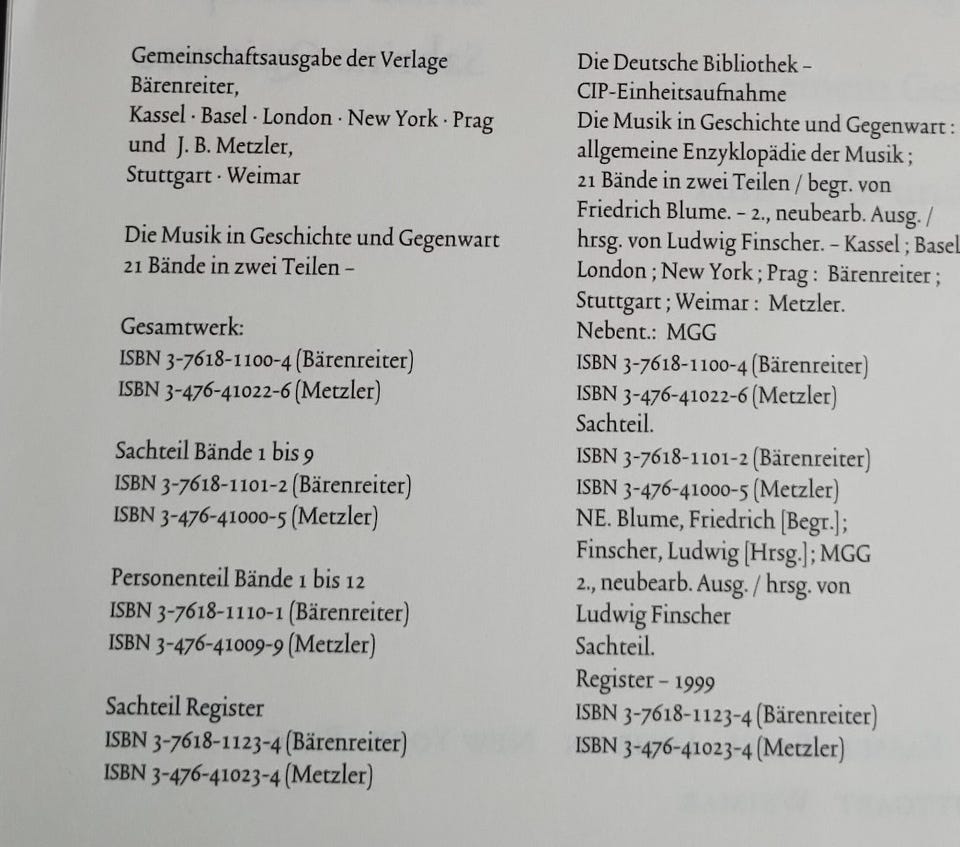 Gemeinschaftsausgabe der Verlage
Bärenreiter,
Kassel · Basel · London · New York · Prag
und J. B. Metzler,
Stuttgart · Weimar
Die Musik in Geschichte und Gegenwart
21 Bände in zwei Teilen –
Gesamtwerk:
ISBN 3-7618-1100-4 (Bärenreiter)
ISBN 3-476-41022-6 (Metzler)
Sachteil Bände 1 bis 9
ISBN 3-7618-1101-2 (Bärenreiter)
ISBN 3-476-41000-5 (Metzler)
Personenteil Bände 1 bis 12
ISBN 3-7618-1110-1 (Bärenreiter)
ISBN 3-476-41009-9 (Metzler)
Sachteil Register
ISBN 3-7618-1123-4 (Bärenreiter)
ISBN 3-476-41023-4 (Metzler)
Die Deutsche Bibliothek –
CIP-Einheitsaufnahme
Die Musik in Geschichte und Gegenwart :
allgemeine Enzyklopädie der Musik ;
21 Bände in zwei Teilen / begr. von
Friedrich Blume. – 2., neubearb. Ausg. /
hrsg. von Ludwig Finscher. – Kassel ; Basel
London ; New York ; Prag : Bärenreiter ;
Stuttgart ; Weimar : Metzler.
Nebent.: MGG
ISBN 3-7618-1100-4 (Bärenreiter)
ISBN 3-476-41022-6 (Metzler)
Sachteil.
ISBN 3-7618-1101-2 (Bärenreiter)
ISBN 3-476-41000-5 (Metzler)
NE. Blume, Friedrich [Begr.];
Finscher, Ludwig [Hrsg.]; MGG
2., neubearb. Ausg. / hrsg. von
Ludwig Finscher
Sachteil.
Register – 1999
ISBN 3-7618-1123-4 (Bärenreiter)
ISBN 3-476-41023-4 (Metzler)